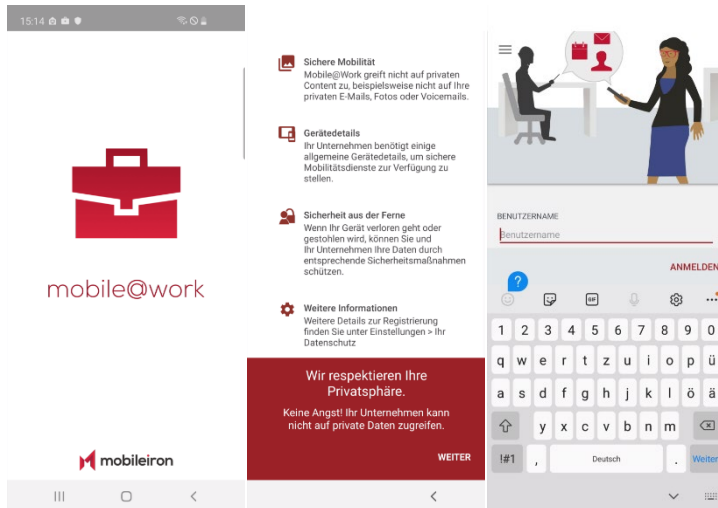 15:14
mobile@work
mobileiron
Sichere Mobilität
Mobile@Work greift nicht auf privaten
Content zu, beispielsweise nicht auf Ihre
privaten E-Mails, Fotos oder Voicemails.
Gerätedetails
Ihr Unternehmen benötigt einige
allgemeine Gerätedetails, um sichere
Mobilitätsdienste zur Verfügung zu
stellen.
Sicherheit aus der Ferne
Wenn Ihr Gerät verloren geht oder
gestohlen wird, können Sie und
Ihr Unternehmen Ihre Daten durch
entsprechende Sicherheitsmaßnahmen
schützen.
Weitere Informationen
Weitere Details zur Registrierung
finden Sie unter Einstellungen > Ihr
Datenschutz
Wir respektieren Ihre
Privatsphäre.
Keine Angst! Ihr Unternehmen kann
nicht auf private Daten zugreifen.
WEITER
BENUTZERNAME
Benutzername
ANMELDEN
?
GIF
1 2 3 4 5 6 7 8 9 0
q w e r t z u i o p ü
a s d f g h j k l ö ä
y x c v b n m
!#1 , Deutsch . Weiter